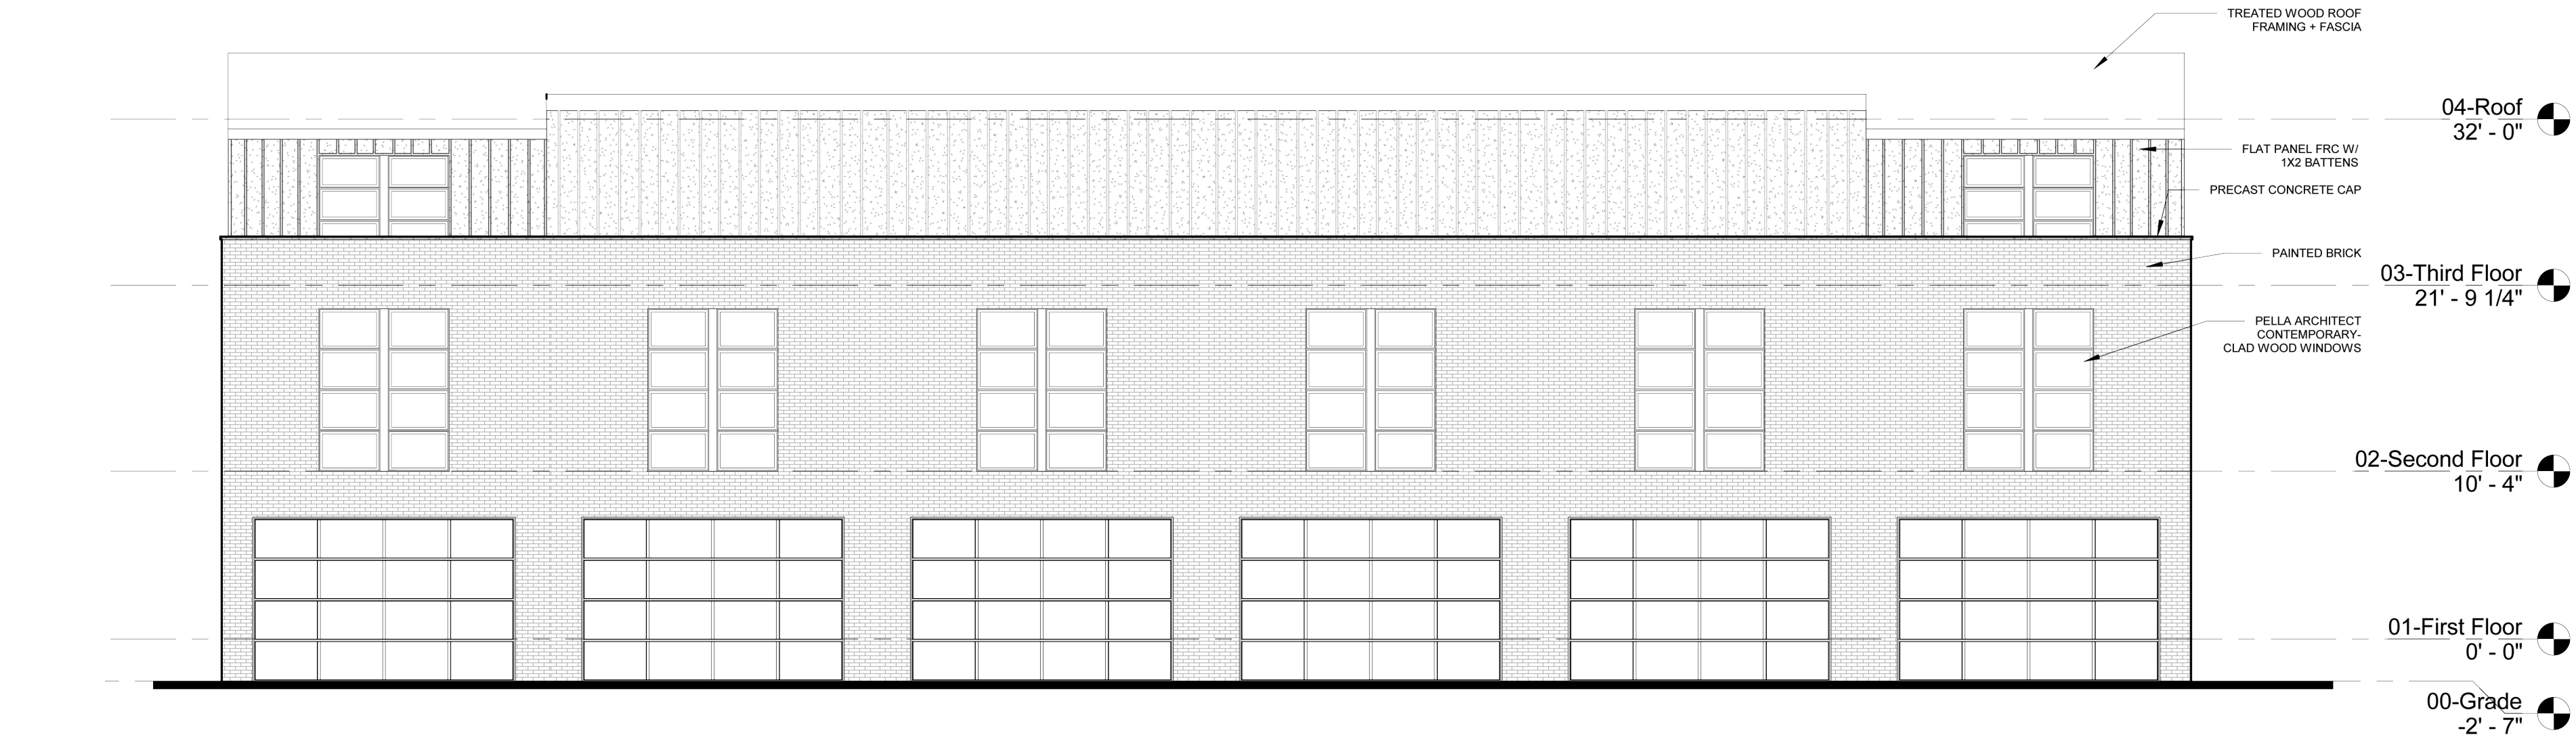 TREATED WOOD ROOF
FRAMING + FASCIA
04-Roof
32' - 0"
FLAT PANEL FRC W/
1X2 BATTENS
PRECAST CONCRETE CAP
PAINTED BRICK
03-Third Floor
21' - 9 1/4"
PELLA ARCHITECT
CONTEMPORARY-
CLAD WOOD WINDOWS
02-Second Floor
10' - 4"
01-First Floor
0' - 0"
00-Grade
-2' - 7"